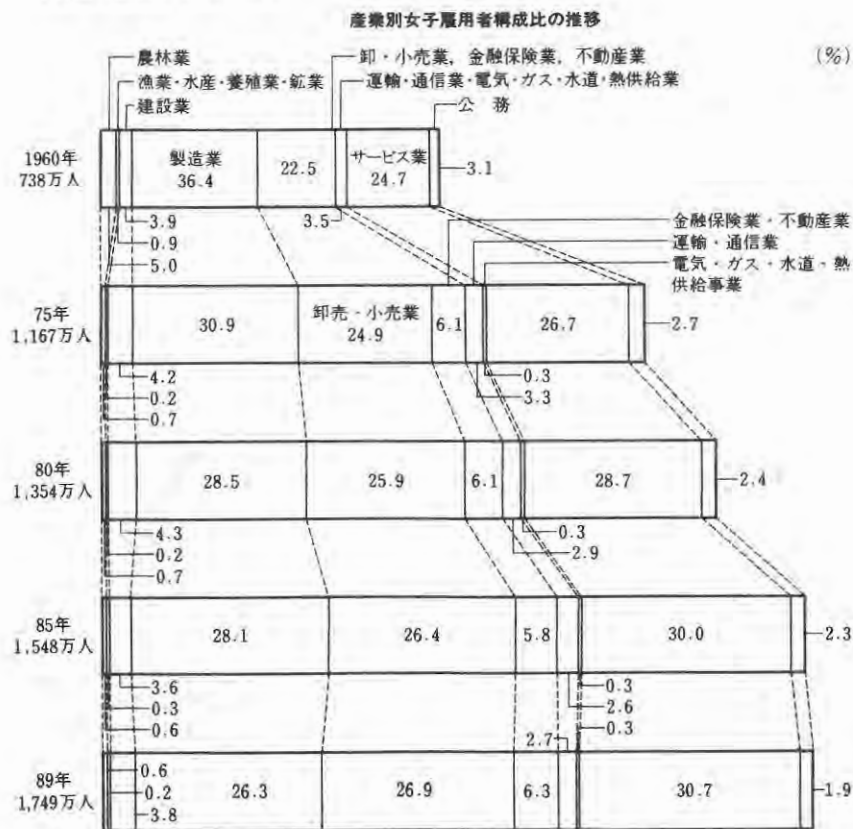 産業別女子雇用者構成比の推移
(%)
農林業
漁業・水産・養殖業・鉱業
建設業
卸・小売業，金融保険業，不動産業
運輸・通信業・電気・ガス・水道・熱供給業
公務
1960年
738万人
製造業
36.4
22.5
サービス業
24.7
3.1
3.9
0.9
5.0
3.5
金融保険業・不動産業
運輸・通信業
電気・ガス・水道・熱
供給事業
75年
1,167万人
30.9
卸売・小売業
24.9
6.1
26.7
2.7
4.2
0.2
0.7
0.3
3.3
80年
1,354万人
28.5
25.9
6.1
28.7
2.4
4.3
0.2
0.7
0.3
2.9
85年
1,548万人
28.1
26.4
5.8
30.0
2.3
3.6
0.3
0.6
0.3
2.6
0.3
2.7
89年
1,749万人
0.6
0.2
3.8
26.3
26.9
6.3
30.7
1.9